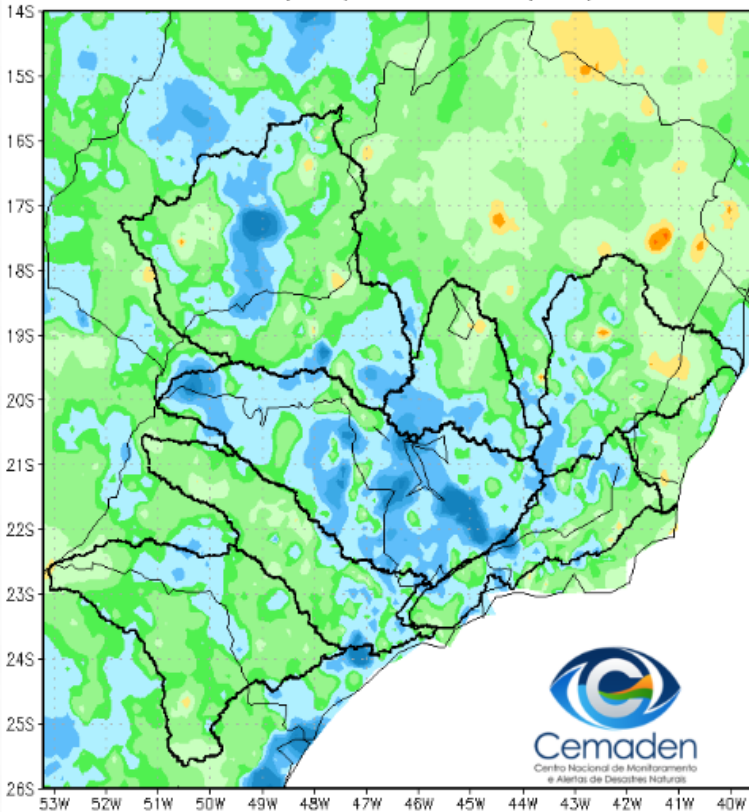 14S
15S
16S
17S
18S
19S
20S
21S
22S
23S
24S
25S
26S
Cemaden
Centro Nacional de Monitoramento
e Alertas de Desastres Naturais
53W 52W 51W 50W 49W 48W 47W 46W 45W 44W 43W 42W 41W 40W